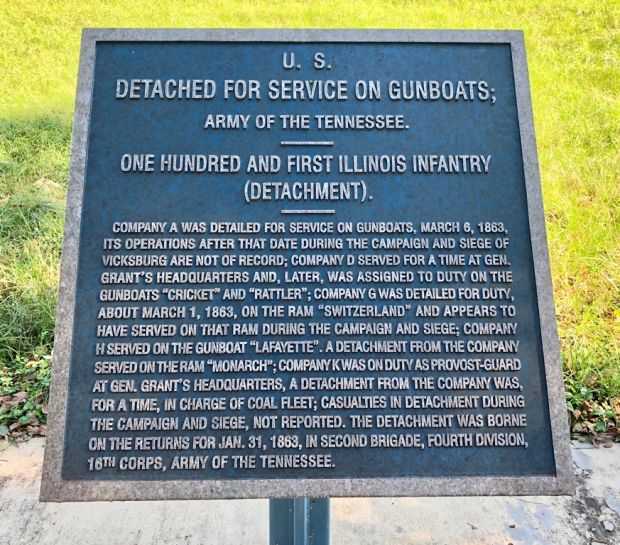 U. S.
DETACHED FOR SERVICE ON GUNBOATS;
ARMY OF THE TENNESSEE.
ONE HUNDRED AND FIRST ILLINOIS INFANTRY
(DETACHMENT).
COMPANY A WAS DETAILED FOR SERVICE ON GUNBOATS, MARCH 6, 1863,
ITS OPERATIONS AFTER THAT DATE DURING THE CAMPAIGN AND SIEGE OF
VICKSBURG ARE NOT OF RECORD; COMPANY D SERVED FOR A TIME AT GEN.
GRANT'S HEADQUARTERS AND, LATER, WAS ASSIGNED TO DUTY ON THE
GUNBOATS "CRICKET" AND "RATTLER"; COMPANY G WAS DETAILED FOR DUTY,
ABOUT MARCH 1, 1863, ON THE RAM "SWITZERLAND" AND APPEARS TO
HAVE SERVED ON THAT RAM DURING THE CAMPAIGN AND SIEGE; COMPANY
H SERVED ON THE GUNBOAT "LAFAYETTE". A DETACHMENT FROM THE COMPANY
SERVED ON THE RAM "MONARCH"; COMPANY K WAS ON DUTY AS PROVOST-GUARD
AT GEN. GRANT'S HEADQUARTERS, A DETACHMENT FROM THE COMPANY WAS,
FOR A TIME, IN CHARGE OF COAL FLEET; CASUALTIES IN DETACHMENT DURING
THE CAMPAIGN AND SIEGE, NOT REPORTED. THE DETACHMENT WAS BORNE
ON THE RETURNS FOR JAN. 31, 1863, IN SECOND BRIGADE, FOURTH DIVISION,
16TH CORPS, ARMY OF THE TENNESSEE.